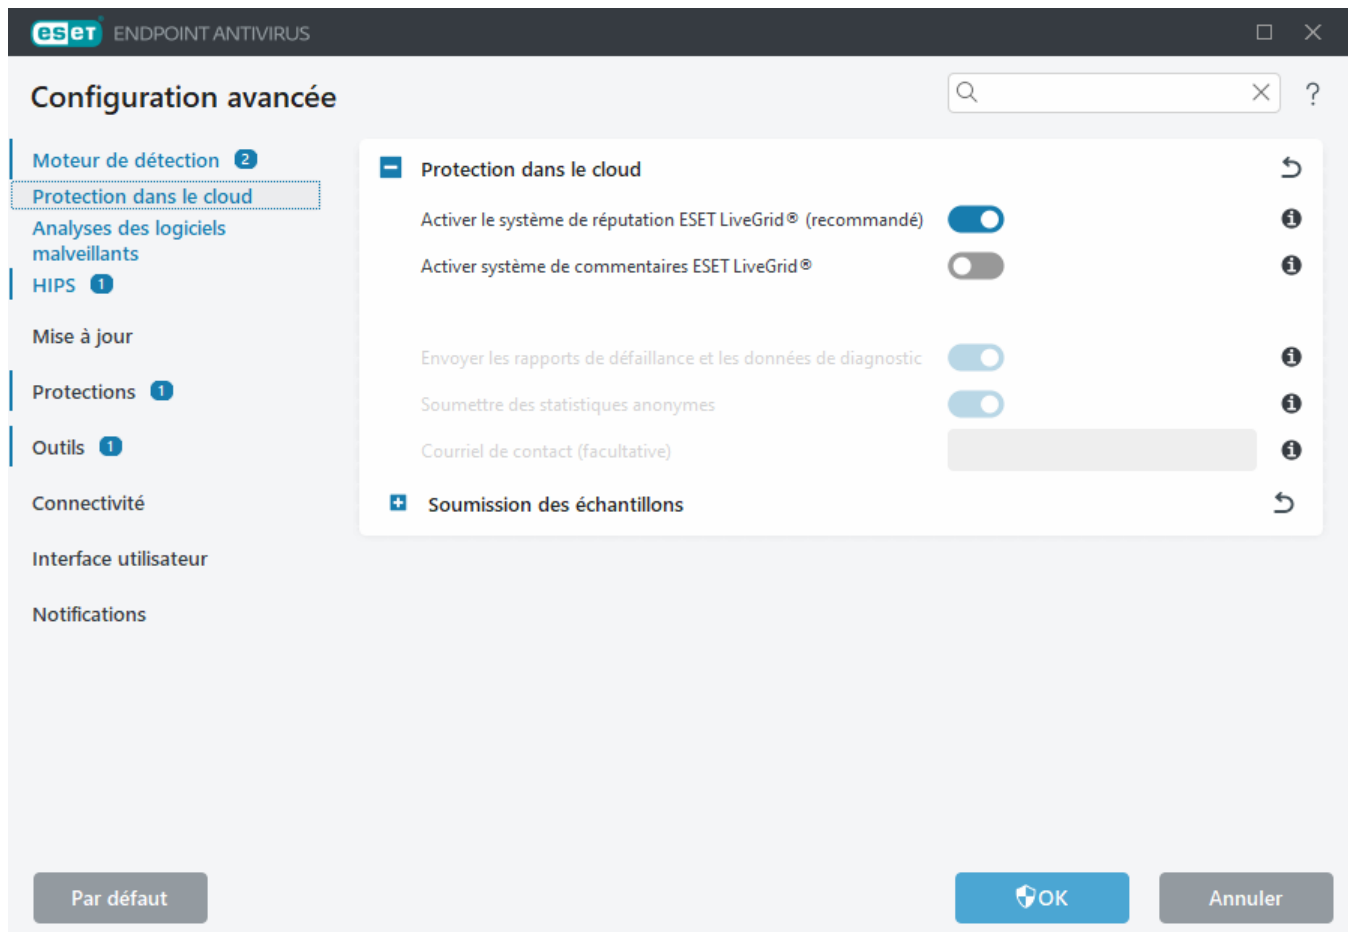 eset ENDPOINT ANTIVIRUS
Configuration avancée
?
Moteur de détection 2
Protection dans le cloud
Analyses des logiciels
malveillants
HIPS 1
Mise à jour
Protections 1
Outils 1
Connectivité
Interface utilisateur
Notifications
Protection dans le cloud
Activer le système de réputation ESET LiveGrid® (recommandé)
Activer système de commentaires ESET LiveGrid®
Envoyer les rapports de défaillance et les données de diagnostic
Soumettre des statistiques anonymes
Courriel de contact (facultative)
Soumission des échantillons
Par défaut
OK
Annuler